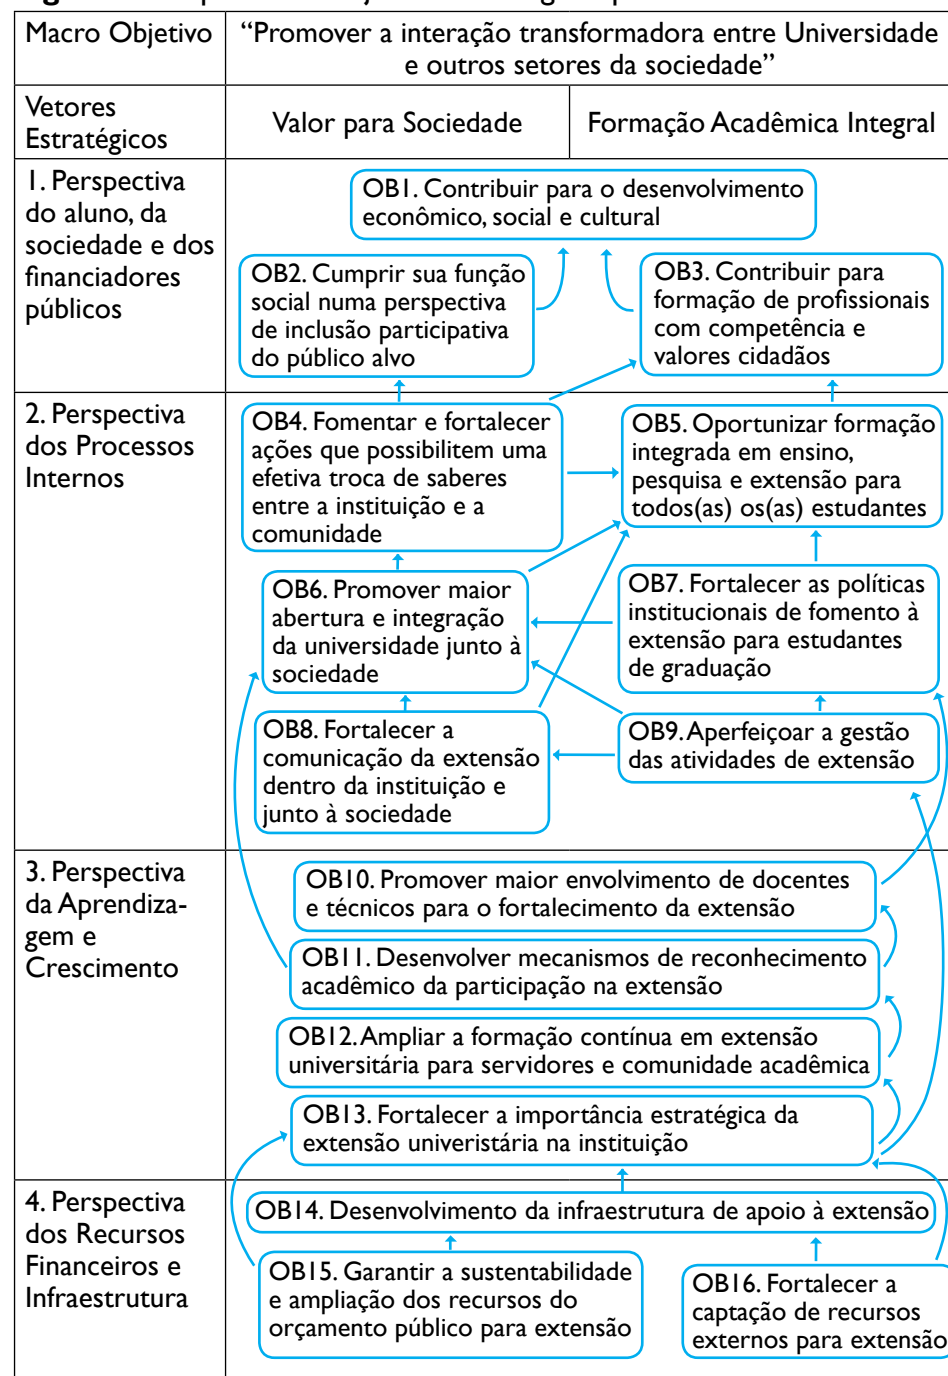 Macro Objetivo
“Promover a interação transformadora entre Universidade
e outros setores da sociedade”
Vetores
Estratégicos
Valor para Sociedade
Formação Acadêmica Integral
1. Perspectiva
do aluno, da
sociedade e dos
financiadores
públicos
OB1. Contribuir para o desenvolvimento
econômico, social e cultural
OB2. Cumprir sua função
social numa perspectiva
de inclusão participativa
do público alvo
OB3. Contribuir para
formação de profissionais
com competência e
valores cidadãos
2. Perspectiva
dos Processos
Internos
OB4. Fomentar e fortalecer
ações que possibilitem uma
efetiva troca de saberes
entre a instituição e a
comunidade
OB5. Oportunizar formação
integrada em ensino,
pesquisa e extensão para
todos(as) os(as) estudantes
OB6. Promover maior
abertura e integração
da universidade junto à
sociedade
OB7. Fortalecer as políticas
institucionais de fomento à
extensão para estudantes
de graduação
OB8. Fortalecer a
comunicação da extensão
dentro da instituição e
junto à sociedade
OB9. Aperfeiçoar a gestão
das atividades de extensão
3. Perspectiva
da Aprendiza-
gem e
Crescimento
OB10. Promover maior envolvimento de docentes
e técnicos para o fortalecimento da extensão
OB11. Desenvolver mecanismos de reconhecimento
acadêmico da participação na extensão
OB12. Ampliar a formação contínua em extensão
universitária para servidores e comunidade acadêmica
OB13. Fortalecer a importância estratégica da
extensão univeristária na instituição
4. Perspectiva
dos Recursos
Financeiros e
Infraestrutura
OB14. Desenvolvimento da infraestrutura de apoio à extensão
OB15. Garantir a sustentabilidade
e ampliação dos recursos do
orçamento público para extensão
OB16. Fortalecer a
captação de recursos
externos para extensão